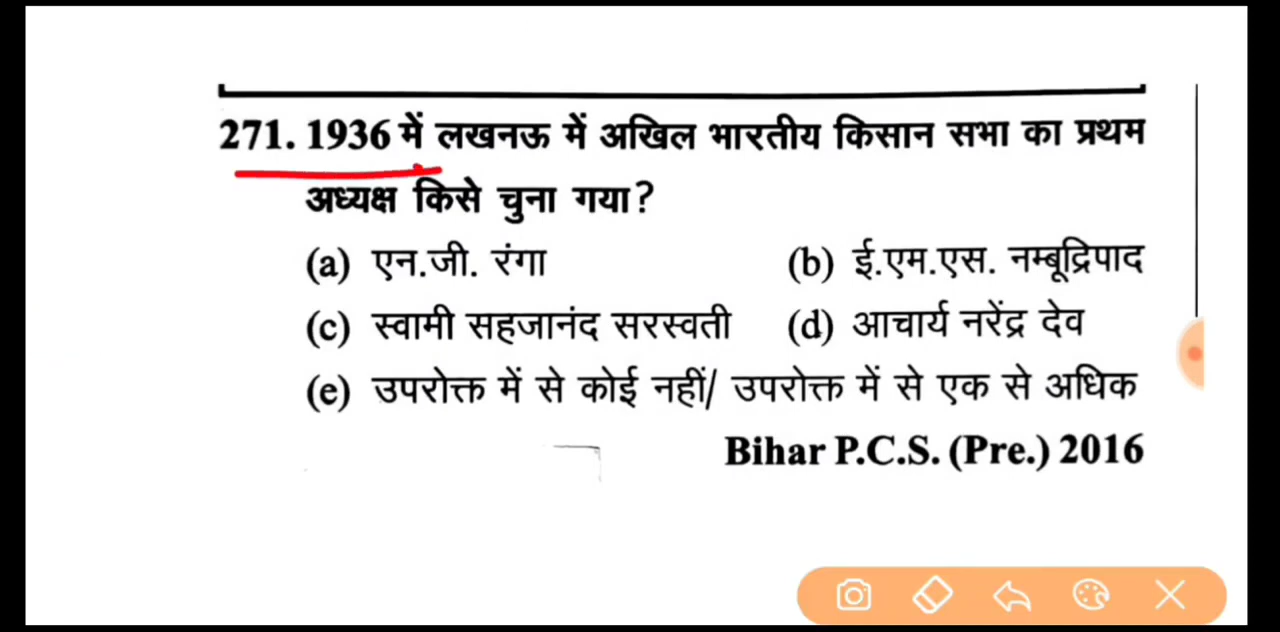 271. 1936 में लखनऊ में अखिल भारतीय किसान सभा का प्रथम
अध्यक्ष किसे चुना गया?
(a) एन.जी. रंगा (b) ई.एम.एस. नम्बूद्रिपाद
(c) स्वामी सहजानंद सरस्वती (d) आचार्य नरेंद्र देव
(e) उपरोक्त में से कोई नहीं/ उपरोक्त में से एक से अधिक
Bihar P.C.S. (Pre.) 2016